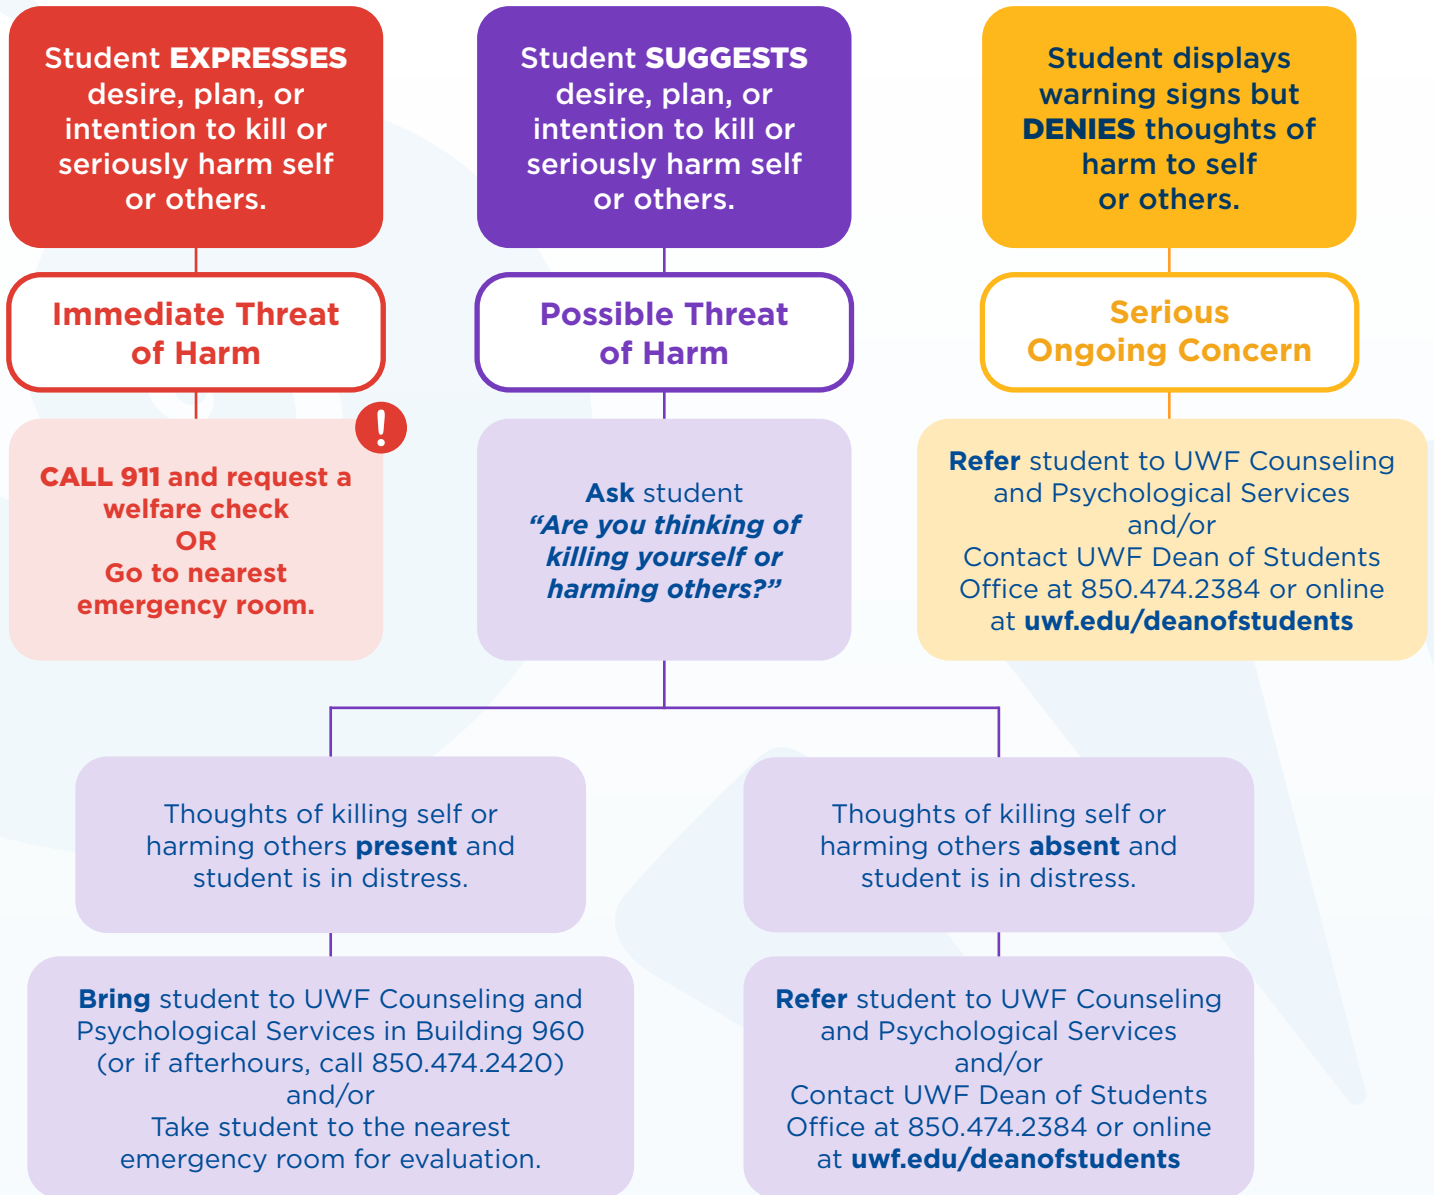 Student EXPRESSES
desire, plan, or
intention to kill or
seriously harm self
or others.
Immediate Threat
of Harm
!
CALL 911 and request a
welfare check
OR
Go to nearest
emergency room.
Student SUGGESTS
desire, plan, or
intention to kill or
seriously harm self
or others.
Possible Threat
of Harm
Ask student
“Are you thinking of
killing yourself or
harming others?”
Thoughts of killing self or
harming others present and
student is in distress.
Bring student to UWF Counseling and
Psychological Services in Building 960
(or if afterhours, call 850.474.2420)
and/or
Take student to the nearest
emergency room for evaluation.
Thoughts of killing self or
harming others absent and
student is in distress.
Refer student to UWF Counseling
and Psychological Services
and/or
Contact UWF Dean of Students
Office at 850.474.2384 or online
at uwf.edu/deanofstudents
Student displays
warning signs but
DENIES thoughts of
harm to self
or others.
Serious
Ongoing Concern
Refer student to UWF Counseling
and Psychological Services
and/or
Contact UWF Dean of Students
Office at 850.474.2384 or online
at uwf.edu/deanofstudents